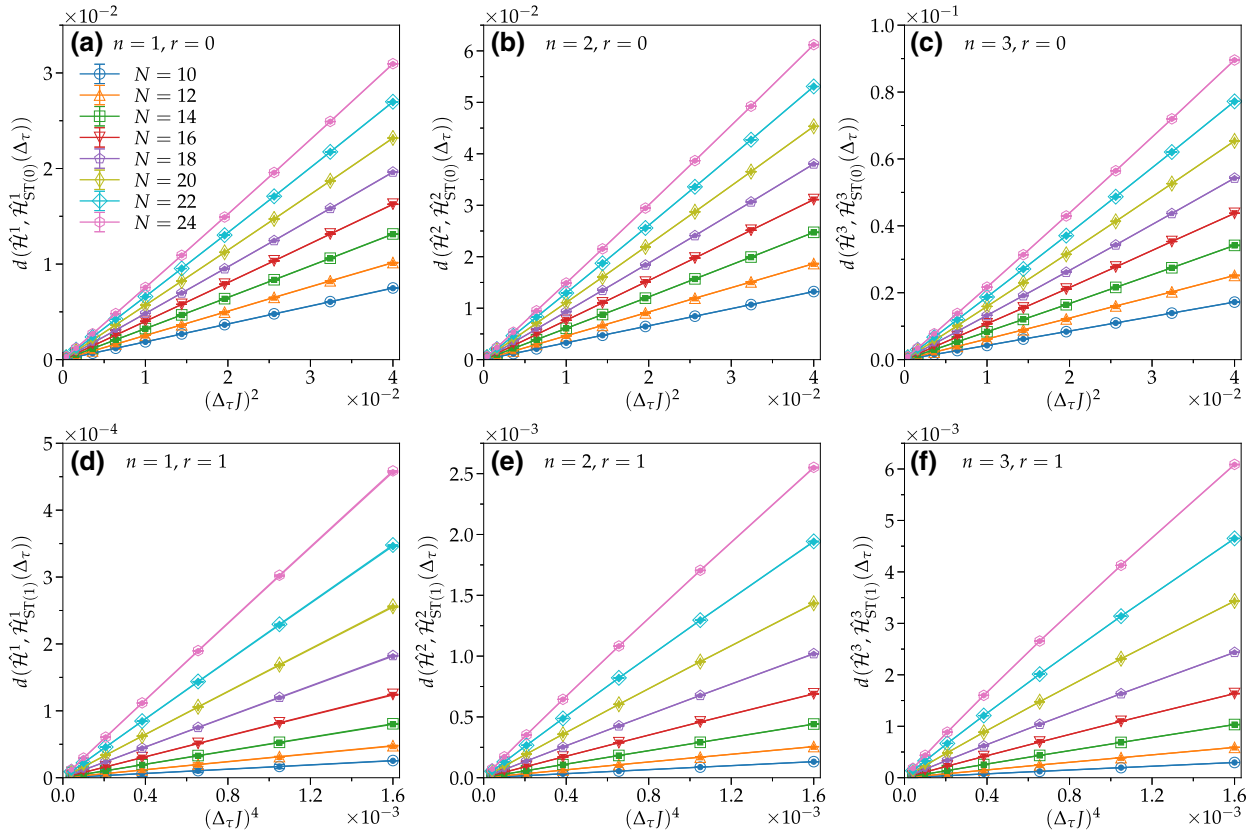 ×10⁻²
(a) n = 1, r = 0
N = 10
N = 12
N = 14
N = 16
N = 18
N = 20
N = 22
N = 24
3
2
1
0
d(Ĥ¹, Ĥ¹ST(0)(Δτ))
0 1 2 3 4
(ΔτJ)² ×10⁻²
×10⁻²
(b) n = 2, r = 0
6
5
4
3
2
1
0
d(Ĥ², Ĥ²ST(0)(Δτ))
0 1 2 3 4
(ΔτJ)² ×10⁻²
×10⁻¹
(c) n = 3, r = 0
1.0
0.8
0.6
0.4
0.2
0.0
d(Ĥ³, Ĥ³ST(0)(Δτ))
0 1 2 3 4
(ΔτJ)² ×10⁻²
×10⁻⁴
(d) n = 1, r = 1
5
4
3
2
1
0
d(Ĥ¹, Ĥ¹ST(1)(Δτ))
0.0 0.4 0.8 1.2 1.6
(ΔτJ)⁴ ×10⁻³
×10⁻³
(e) n = 2, r = 1
2.5
2.0
1.5
1.0
0.5
0.0
d(Ĥ², Ĥ²ST(1)(Δτ))
0.0 0.4 0.8 1.2 1.6
(ΔτJ)⁴ ×10⁻³
×10⁻³
(f) n = 3, r = 1
6
5
4
3
2
1
0
d(Ĥ³, Ĥ³ST(1)(Δτ))
0.0 0.4 0.8 1.2 1.6
(ΔτJ)⁴ ×10⁻³